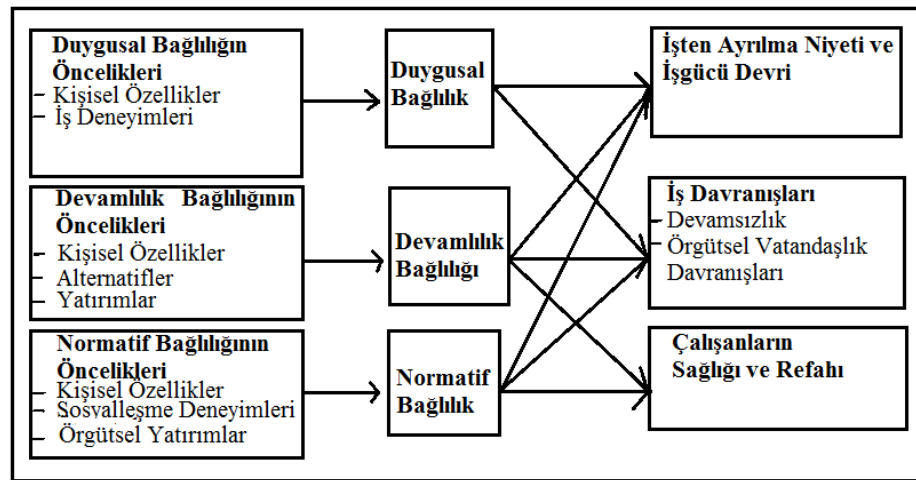 Duygusal Bağlılığın
Öncelikleri
- Kişisel Özellikler
- İş Deneyimleri
Duygusal
Bağlılık
İşten Ayrılma Niyeti ve
İşgücü Devri
Devamlılık Bağlılığının
Öncelikleri
- Kişisel Özellikler
- Alternatifler
- Yatırımlar
Devamlılık
Bağlılığı
İş Davranışları
- Devamsızlık
- Örgütsel Vatandaşlık
Davranışları
Normatif Bağlılığının
Öncelikleri
- Kişisel Özellikler
- Sosyalleşme Deneyimleri
- Örgütsel Yatırımlar
Normatif
Bağlılık
Çalışanların
Sağlığı ve Refahı